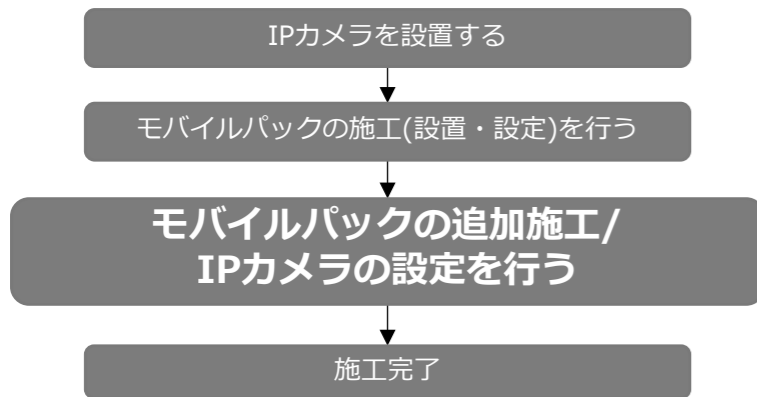 IPカメラを設置する
モバイルパックの施工(設置・設定)を行う
モバイルパックの追加施工/
IPカメラの設定を行う
施工完了